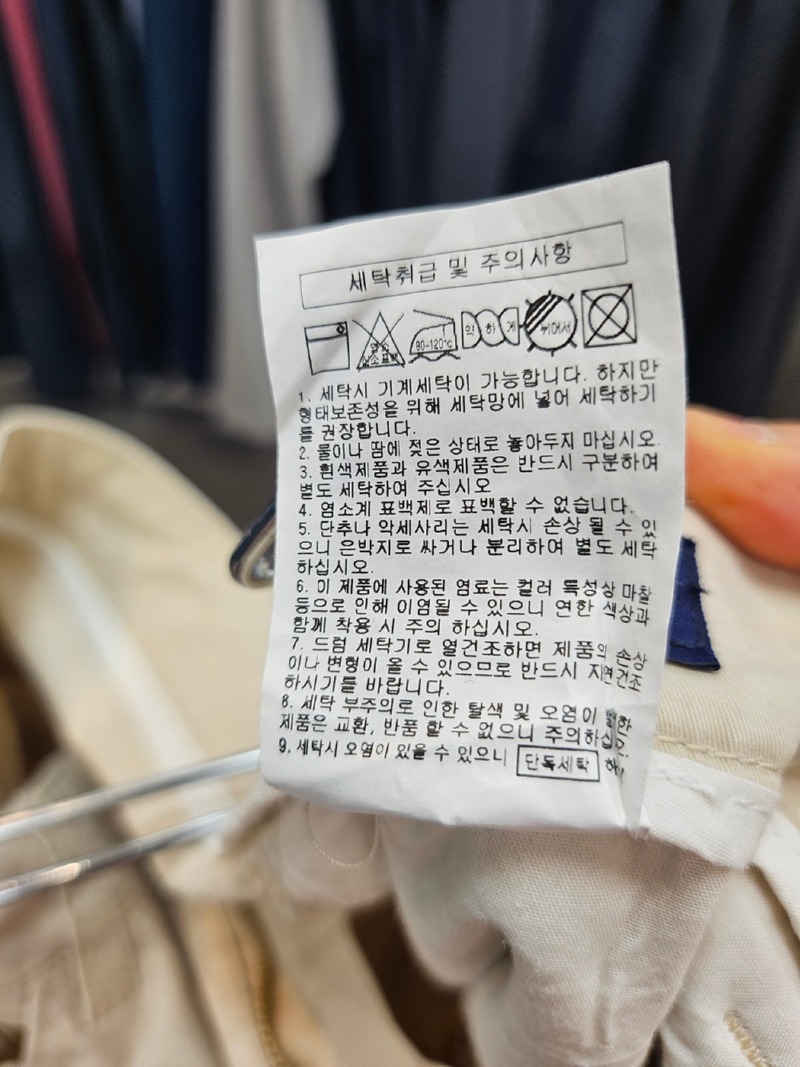 세탁취급 및 주의사항
염소
산소표백
80-120℃
약하게
뉘어서
1. 세탁시 기계세탁이 가능합니다. 하지만
형태보존성을 위해 세탁망에 넣어 세탁하기
를 권장합니다.
2. 물이나 땀에 젖은 상태로 놓아두지 마십시오.
3. 흰색제품과 유색제품은 반드시 구분하여
별도 세탁하여 주십시오
4. 염소계 표백제로 표백할 수 없습니다.
5. 단추나 악세사리는 세탁시 손상 될 수 있
으니 은박지로 싸거나 분리하여 별도 세탁
하십시오.
6. 이 제품에 사용된 염료는 컬러 특성상 마찰
등으로 인해 이염될 수 있으니 연한 색상과
함께 착용 시 주의 하십시오.
7. 드럼 세탁기로 열건조하면 제품의 손상
이나 변형이 올 수 있으므로 반드시 자연건조
하시기를 바랍니다.
8. 세탁 부주의로 인한 탈색 및 오염이
제품은 교환, 반품 할 수 없으니 주의하십오.
9. 세탁시 오염이 있을 수 있으니 단독세탁